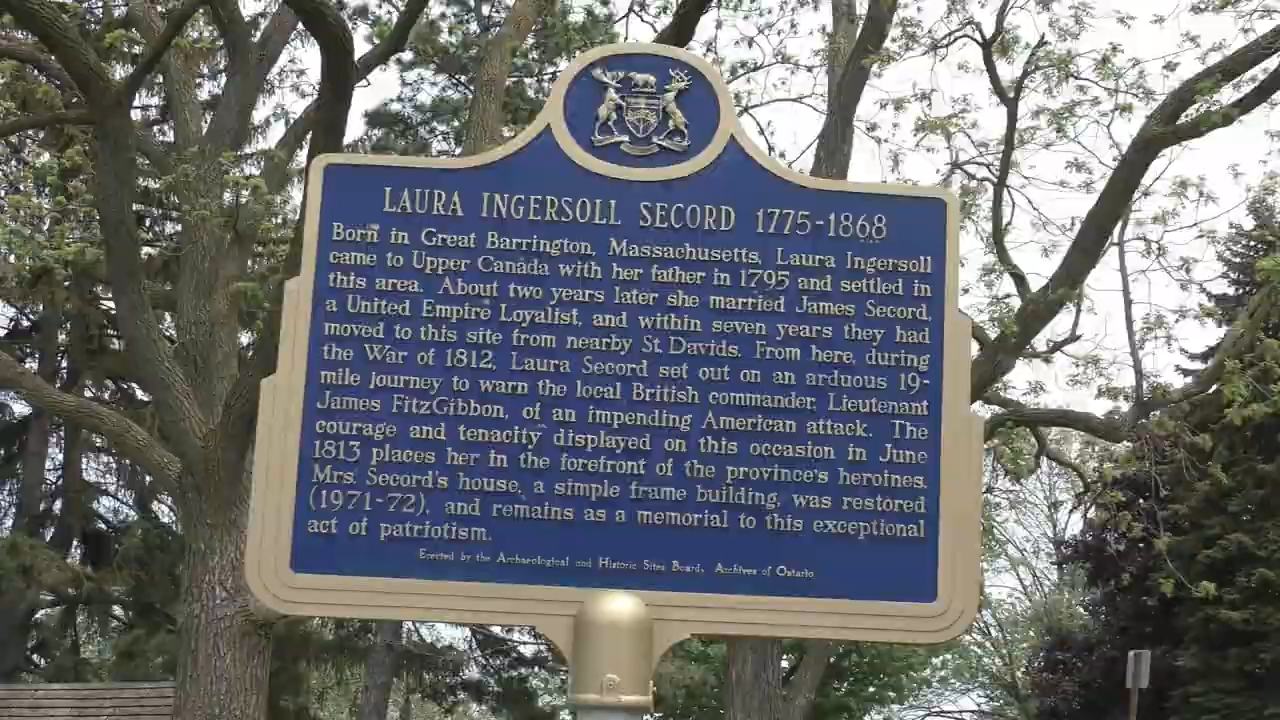 LAURA INGERSOLL SECORD 1775-1868
Born in Great Barrington, Massachusetts, Laura Ingersoll
came to Upper Canada with her father in 1795 and settled in
this area. About two years later she married James Secord,
a United Empire Loyalist, and within seven years they had
moved to this site from nearby St. Davids. From here, during
the War of 1812, Laura Secord set out on an arduous 19-
mile journey to warn the local British commander, Lieutenant
James FitzGibbon, of an impending American attack. The
courage and tenacity displayed on this occasion in June
1813 places her in the forefront of the province's heroines.
Mrs. Secord's house, a simple frame building, was restored
(1971-72), and remains as a memorial to this exceptional
act of patriotism.
Erected by the Archaeological and Historic Sites Board, Archives of Ontario